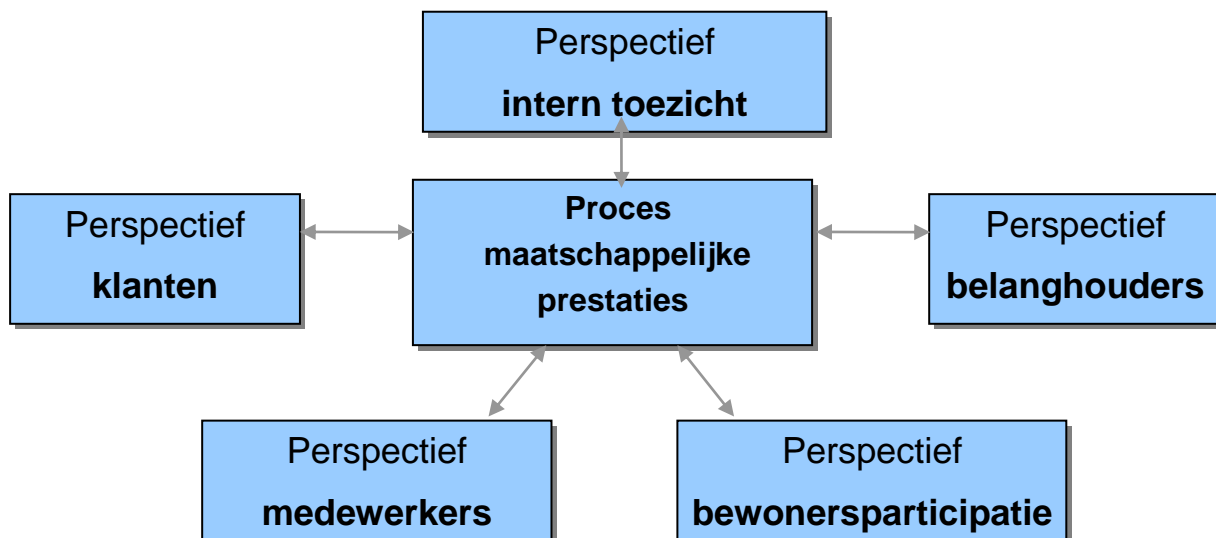 Perspectief
intern toezicht
Perspectief
klanten
Proces
maatschappelijke
prestaties
Perspectief
belanghouders
Perspectief
medewerkers
Perspectief
bewonersparticipatie